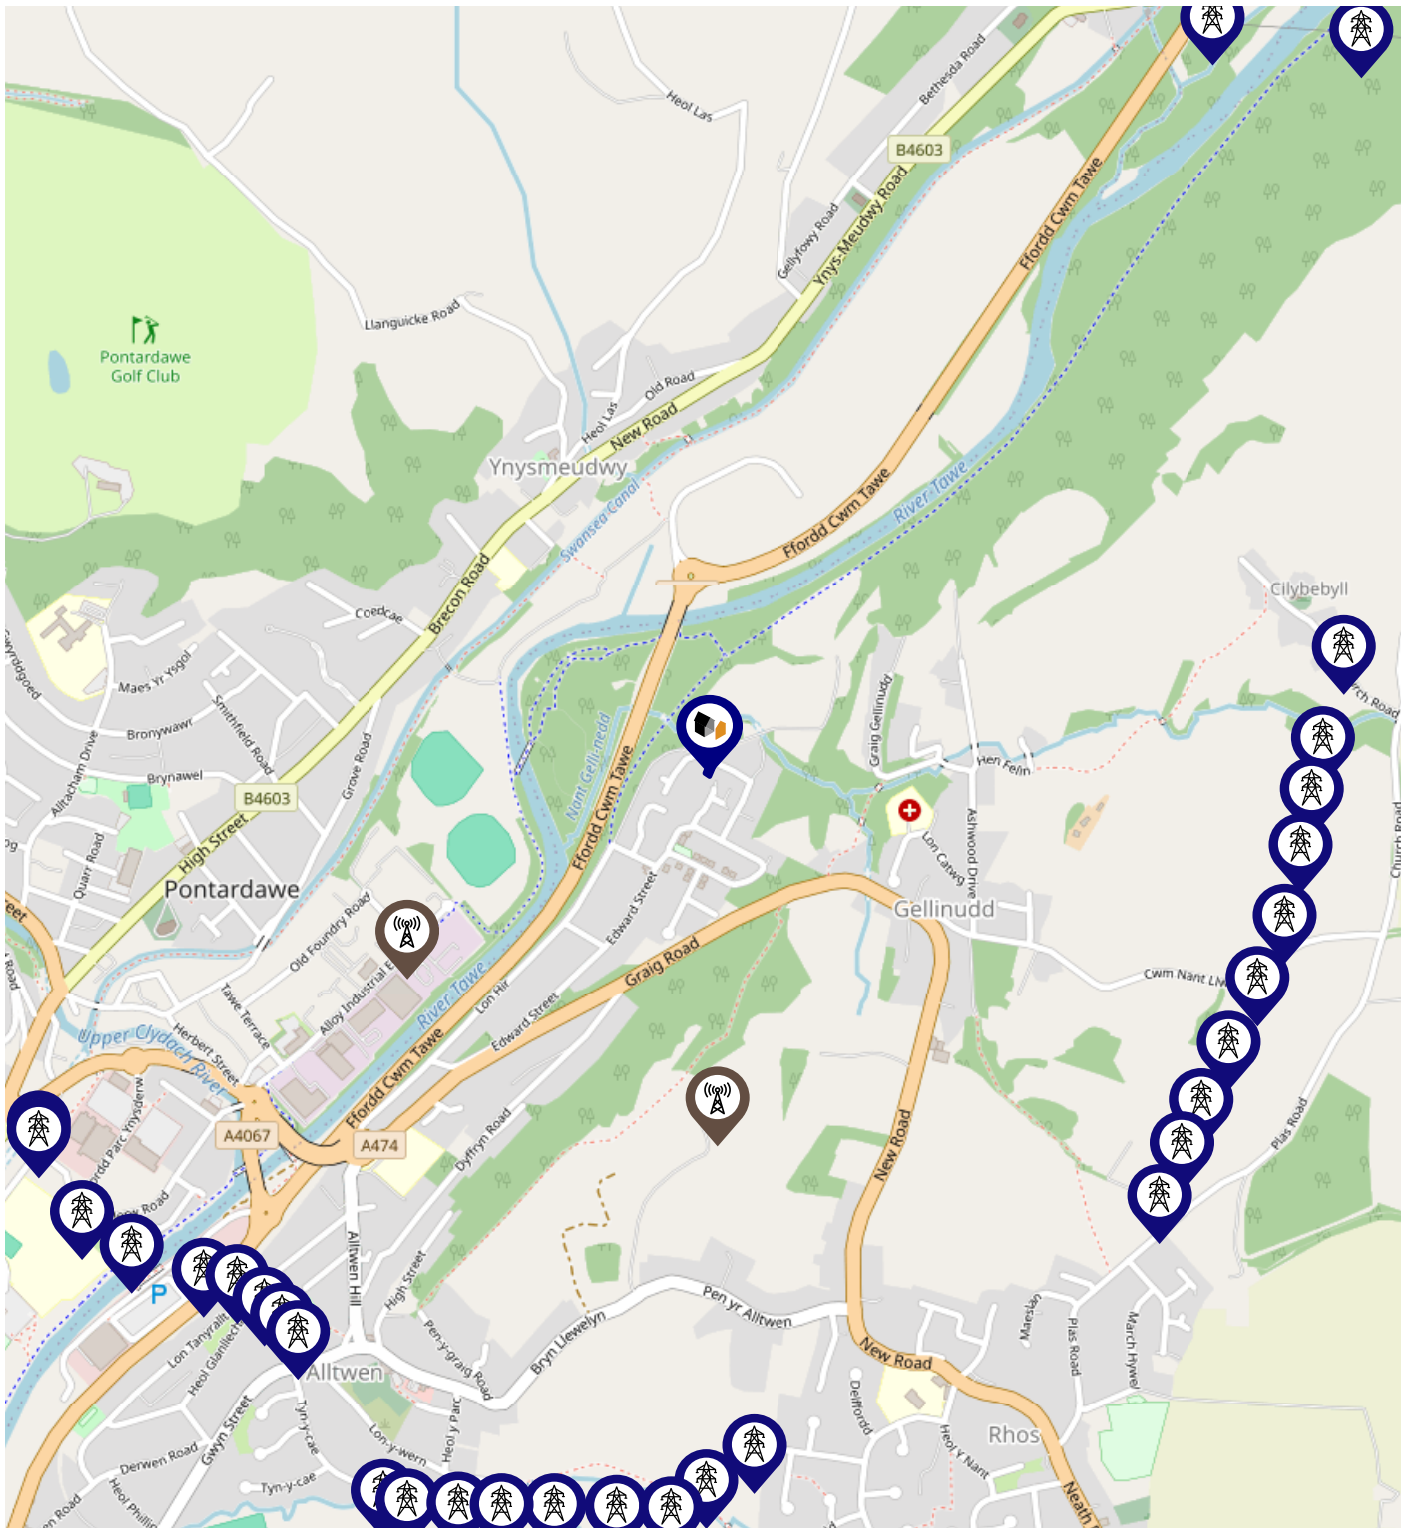 Bethesda Road
Heol Las
B4603
Ynys-Meudwy Road
Gellyfowy Road
Ffordd Cwm Tawe
Llanguicke Road
Pontardawe
Golf Club
Old Road
Heol Las
New Road
Ynysmeudwy
Swansea Canal
River Tawe
Ffordd Cwm Tawe
Brecon Road
Coedcae
Cilybebyll
Maes Yr Ysgol
Smithfield Road
Bronywawr
Alltacham Drive
Brynawel
B4603
Grove Road
High Street
Quarr Road
Nant Gelli-nedd
Ffordd Cwm Tawe
Graig Gellinudd
Hen Felin
Ashwood Drive
Lon Catwg
Church Road
Pontardawe
Gellinudd
Old Foundry Road
Edward Street
Graig Road
Cwm Nant
Alloy Industrial
River Tawe
Lon Hir
Edward Street
Tawe Terrace
Herbert Street
Upper Clydach River
Ffordd Cwm Tawe
A4067
A474
Dyffryn Road
New Road
Plas Road
Parc Ynysderw
Road
P
Alltwen Hill
High Street
Lon Tanyrallt
Heol Glanllech
Pen-y-graig Road
Bryn Llewelyn
Pen yr Alltwen
Maeslan
Plas Road
March Hywel
New Road
Alltwen
Gwyn Street
Tyn-y-cae
Lon-y-wern
Heol y Parc
Delffordd
Heol Y Nant
Rhos
Derwen Road
Tyn-y-cae
Neath